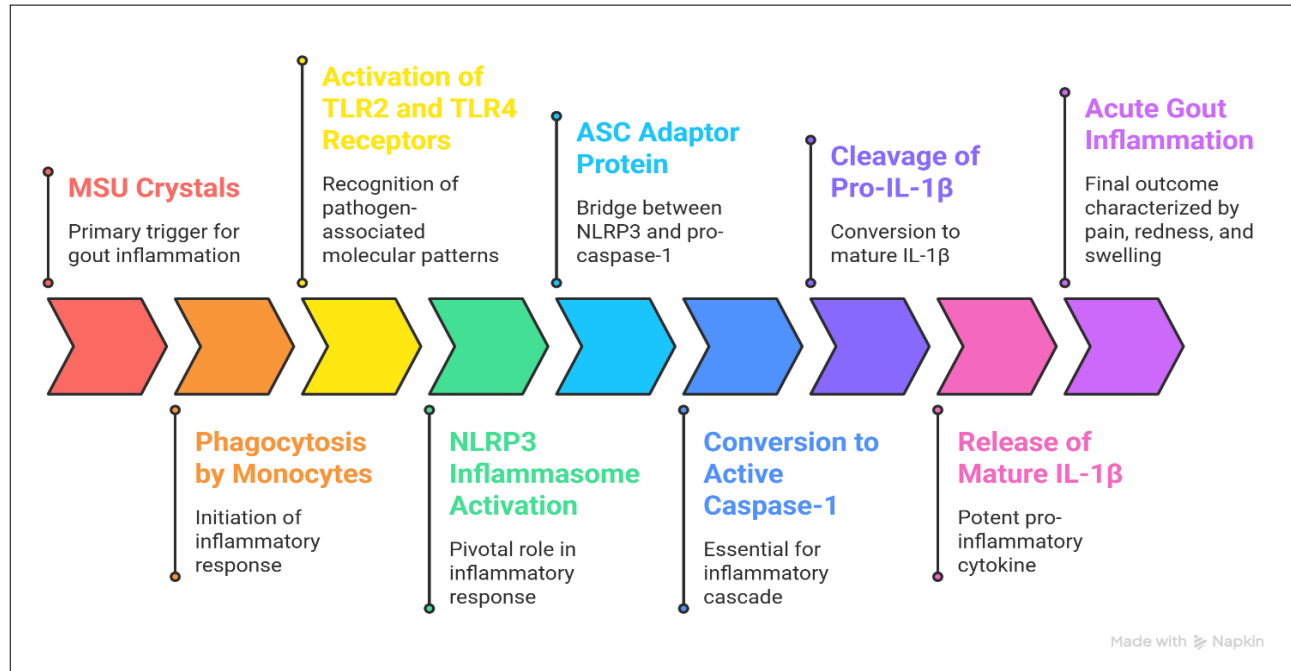 MSU Crystals
Primary trigger for
gout inflammation
Phagocytosis
by Monocytes
Initiation of
inflammatory
response
Activation of
TLR2 and TLR4
Receptors
Recognition of
pathogen-
associated
molecular patterns
NLRP3
Inflammasome
Activation
Pivotal role in
inflammatory
response
ASC Adaptor
Protein
Bridge between
NLRP3 and pro-
caspase-1
Conversion to
Active
Caspase-1
Essential for
inflammatory
cascade
Cleavage of
Pro-IL-1β
Conversion to
mature IL-1β
Release of
Mature IL-1β
Potent pro-
inflammatory
cytokine
Acute Gout
Inflammation
Final outcome
characterized by
pain, redness, and
swelling
Made with Napkin